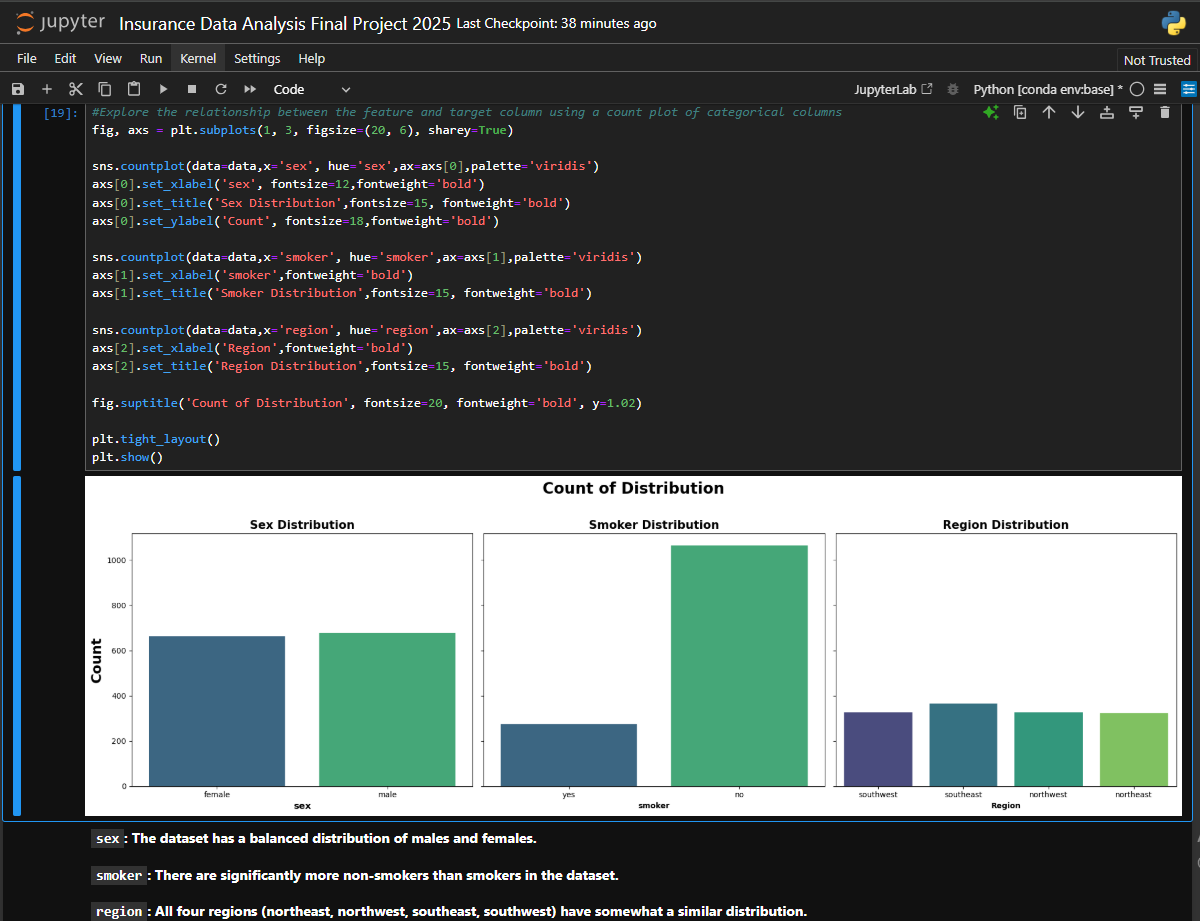 jupyter Insurance Data Analysis Final Project 2025 Last Checkpoint: 38 minutes ago
File Edit View Run Kernel Settings Help Not Trusted
Code JupyterLab Python [conda env:base] *
[19]: #Explore the relationship between the feature and target column using a count plot of categorical columns
fig, axs = plt.subplots(1, 3, figsize=(20, 6), sharey=True)
sns.countplot(data=data,x='sex', hue='sex',ax=axs[0],palette='viridis')
axs[0].set_xlabel('sex', fontsize=12,fontweight='bold')
axs[0].set_title('Sex Distribution',fontsize=15, fontweight='bold')
axs[0].set_ylabel('Count', fontsize=18,fontweight='bold')
sns.countplot(data=data,x='smoker', hue='smoker',ax=axs[1],palette='viridis')
axs[1].set_xlabel('smoker',fontweight='bold')
axs[1].set_title('Smoker Distribution',fontsize=15, fontweight='bold')
sns.countplot(data=data,x='region', hue='region',ax=axs[2],palette='viridis')
axs[2].set_xlabel('Region',fontweight='bold')
axs[2].set_title('Region Distribution',fontsize=15, fontweight='bold')
fig.suptitle('Count of Distribution', fontsize=20, fontweight='bold', y=1.02)
plt.tight_layout()
plt.show()
Count of Distribution
Sex Distribution Smoker Distribution Region Distribution
1000
800
600
400
200
0
Count
female male yes no southwest southeast northwest northeast
sex smoker Region
sex : The dataset has a balanced distribution of males and females.
smoker : There are significantly more non-smokers than smokers in the dataset.
region : All four regions (northeast, northwest, southeast, southwest) have somewhat a similar distribution.